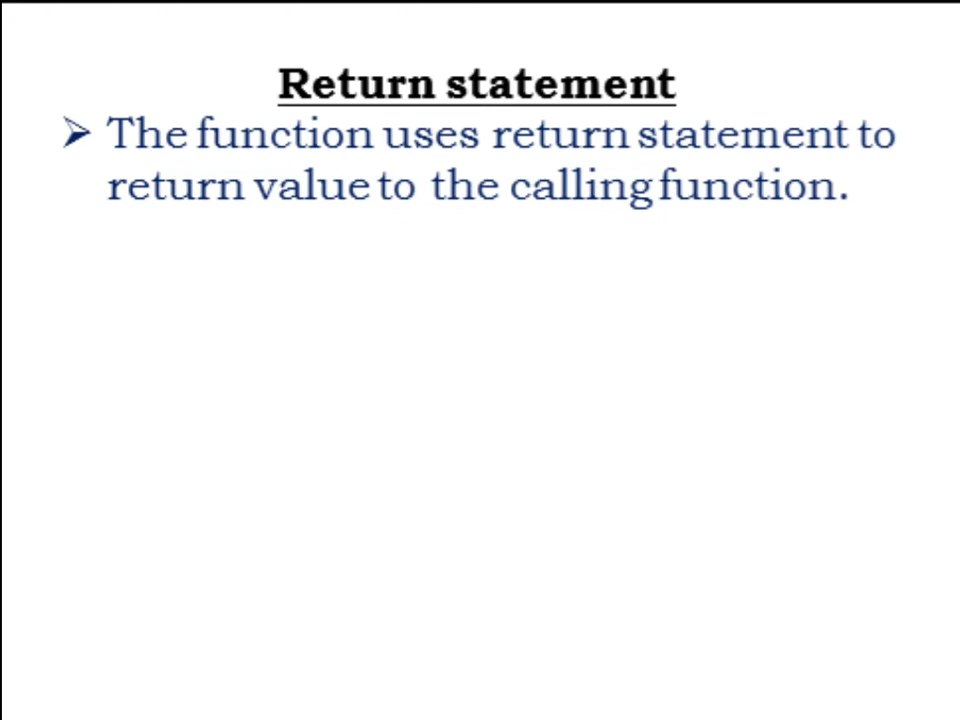 Return statement
➢ The function uses return statement to
return value to the calling function.